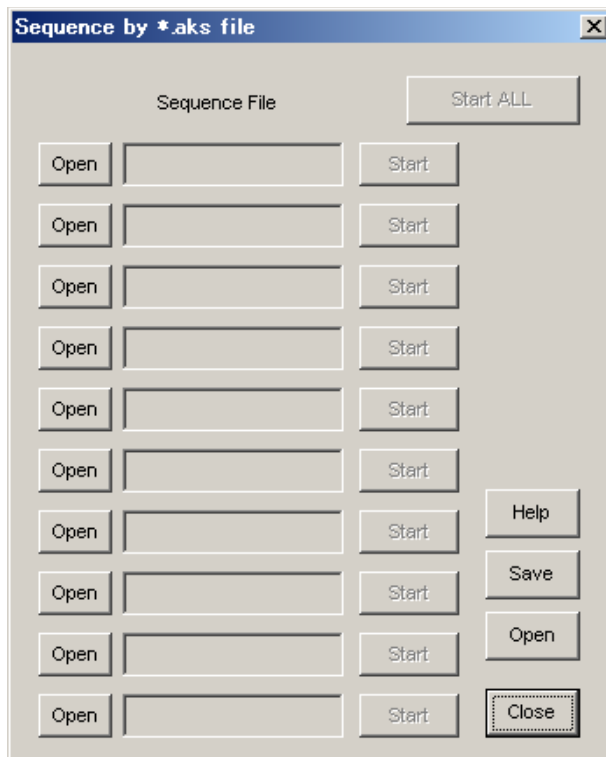 Sequence by *.aks file
Sequence File Start ALL
Open Start
Open Start
Open Start
Open Start
Open Start
Open Start
Open Start Help
Open Start Save
Open Start Open
Open Start Close